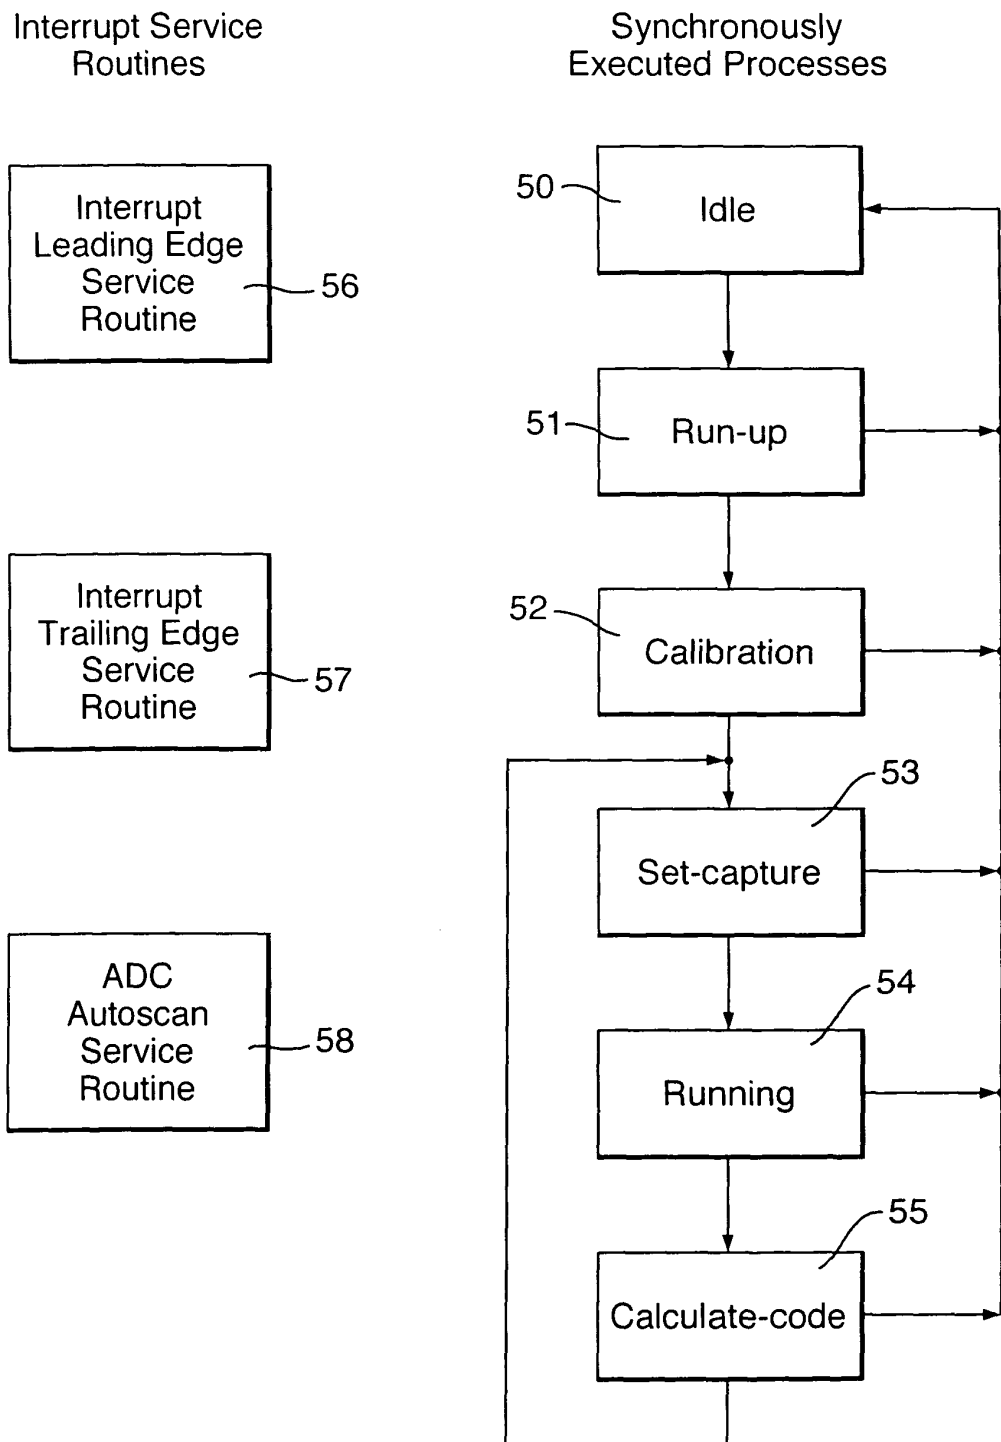 Interrupt Service
Routines
Synchronously
Executed Processes
Interrupt
Leading Edge
Service
Routine
56
Interrupt
Trailing Edge
Service
Routine
57
ADC
Autoscan
Service
Routine
58
50
Idle
51
Run-up
52
Calibration
53
Set-capture
54
Running
55
Calculate-code